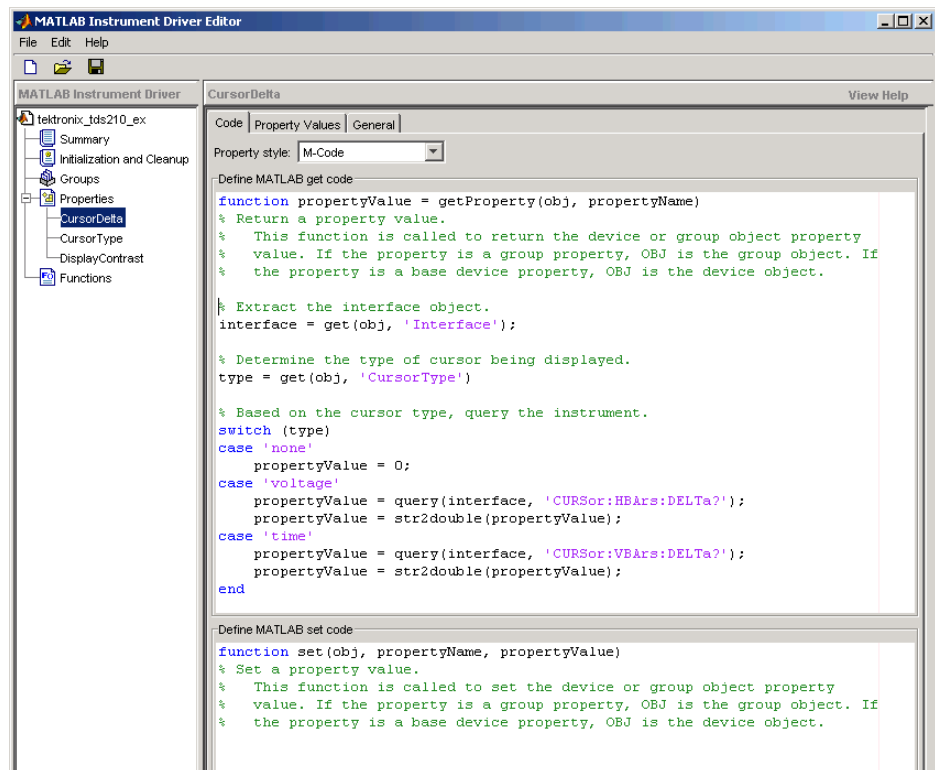 MATLAB Instrument Driver Editor
File Edit Help
MATLAB Instrument Driver
tektronix_tds210_ex
Summary
Initialization and Cleanup
Groups
Properties
CursorDelta
CursorType
DisplayContrast
Functions
CursorDelta View Help
Code Property Values General
Property style: M-Code
Define MATLAB get code
function propertyValue = getProperty(obj, propertyName)
% Return a property value.
%   This function is called to return the device or group object property
%   value. If the property is a group property, OBJ is the group object. If
%   the property is a base device property, OBJ is the device object.
% Extract the interface object.
interface = get(obj, 'Interface');
% Determine the type of cursor being displayed.
type = get(obj, 'CursorType')
% Based on the cursor type, query the instrument.
switch (type)
case 'none'
    propertyValue = 0;
case 'voltage'
    propertyValue = query(interface, 'CURSor:HBArs:DELTa?');
    propertyValue = str2double(propertyValue);
case 'time'
    propertyValue = query(interface, 'CURSor:VBArs:DELTa?');
    propertyValue = str2double(propertyValue);
end
Define MATLAB set code
function set(obj, propertyName, propertyValue)
% Set a property value.
%   This function is called to set the device or group object property
%   value. If the property is a group property, OBJ is the group object. If
%   the property is a base device property, OBJ is the device object.